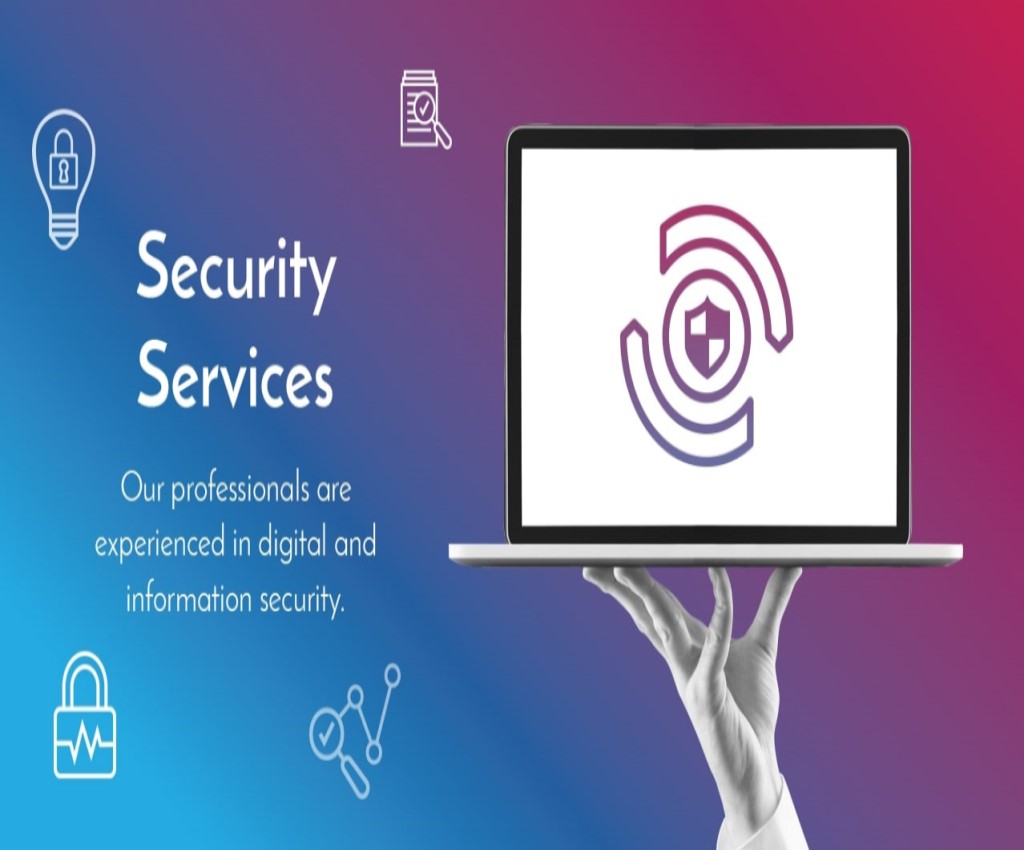 Security
Services
Our professionals are
experienced in digital and
information security.